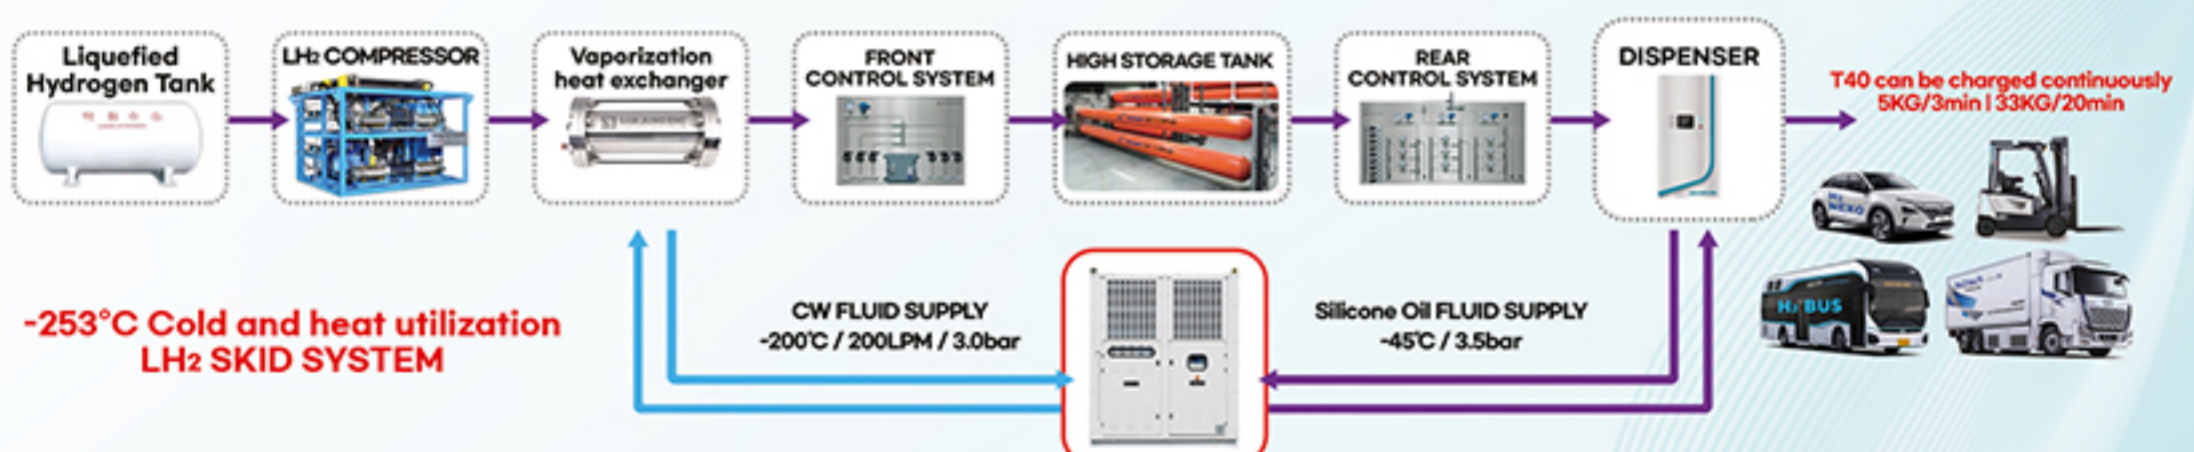 Liquefied
Hydrogen Tank
LH2 COMPRESSOR
Vaporization
heat exchanger
FRONT
CONTROL SYSTEM
HIGH STORAGE TANK
REAR
CONTROL SYSTEM
DISPENSER
T40 can be charged continuously
5KG/3min | 33KG/20min
NEXO
H2 BUS
-253°C Cold and heat utilization
LH2 SKID SYSTEM
CW FLUID SUPPLY
-200℃ / 200LPM / 3.0bar
Silicone Oil FLUID SUPPLY
-45℃ / 3.5bar